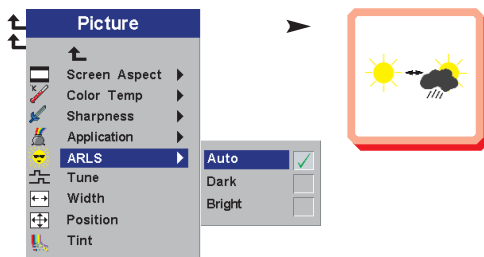 Picture
Screen Aspect
Color Temp
Sharpness
Application
ARLS
Tune
Width
Position
Tint
Auto
Dark
Bright